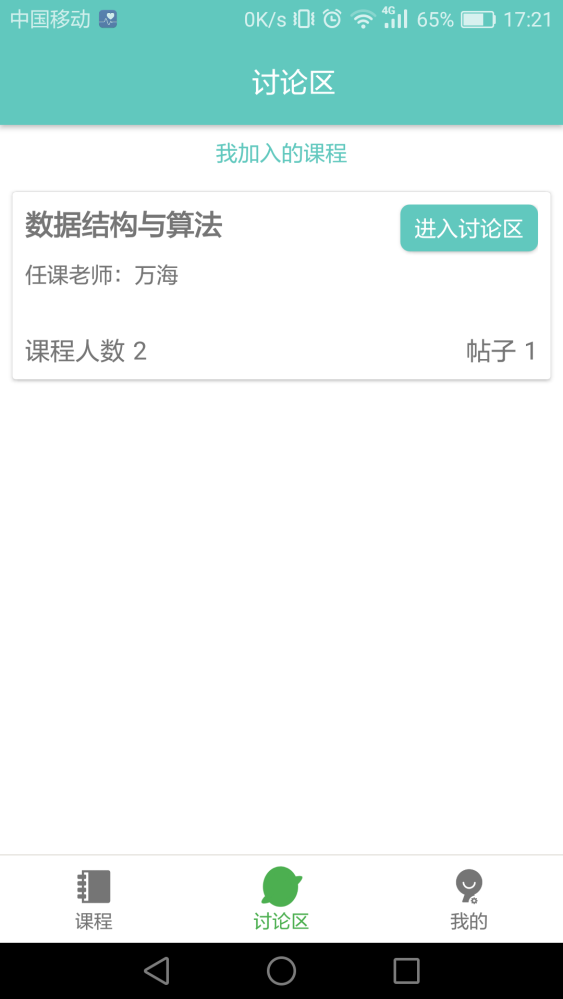 中国移动 0K/s 4G 65% 17:21
讨论区
我加入的课程
数据结构与算法
进入讨论区
任课老师：万海
课程人数 2
帖子 1
课程
讨论区
我的